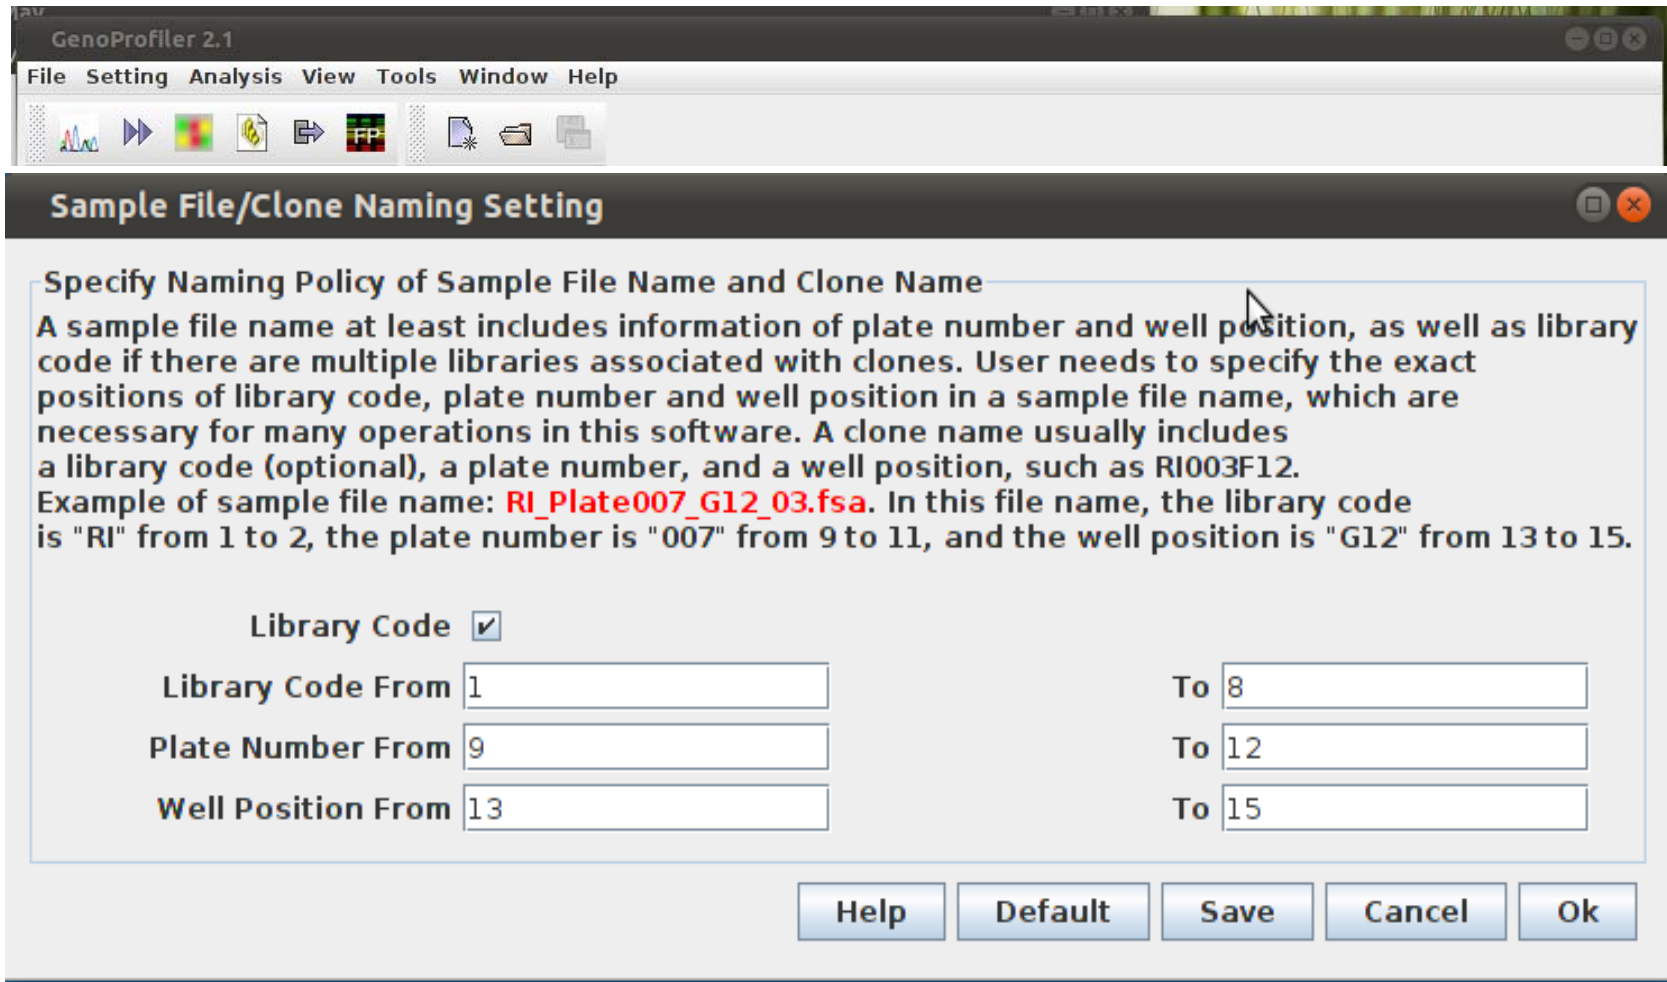 GenoProfiler 2.1
File Setting Analysis View Tools Window Help
FP
Sample File/Clone Naming Setting
Specify Naming Policy of Sample File Name and Clone Name
A sample file name at least includes information of plate number and well position, as well as library
code if there are multiple libraries associated with clones. User needs to specify the exact
positions of library code, plate number and well position in a sample file name, which are
necessary for many operations in this software. A clone name usually includes
a library code (optional), a plate number, and a well position, such as RI003F12.
Example of sample file name: RI_Plate007_G12_03.fsa. In this file name, the library code
is "RI" from 1 to 2, the plate number is "007" from 9 to 11, and the well position is "G12" from 13 to 15.
Library Code
Library Code From 1 To 8
Plate Number From 9 To 12
Well Position From 13 To 15
Help Default Save Cancel Ok